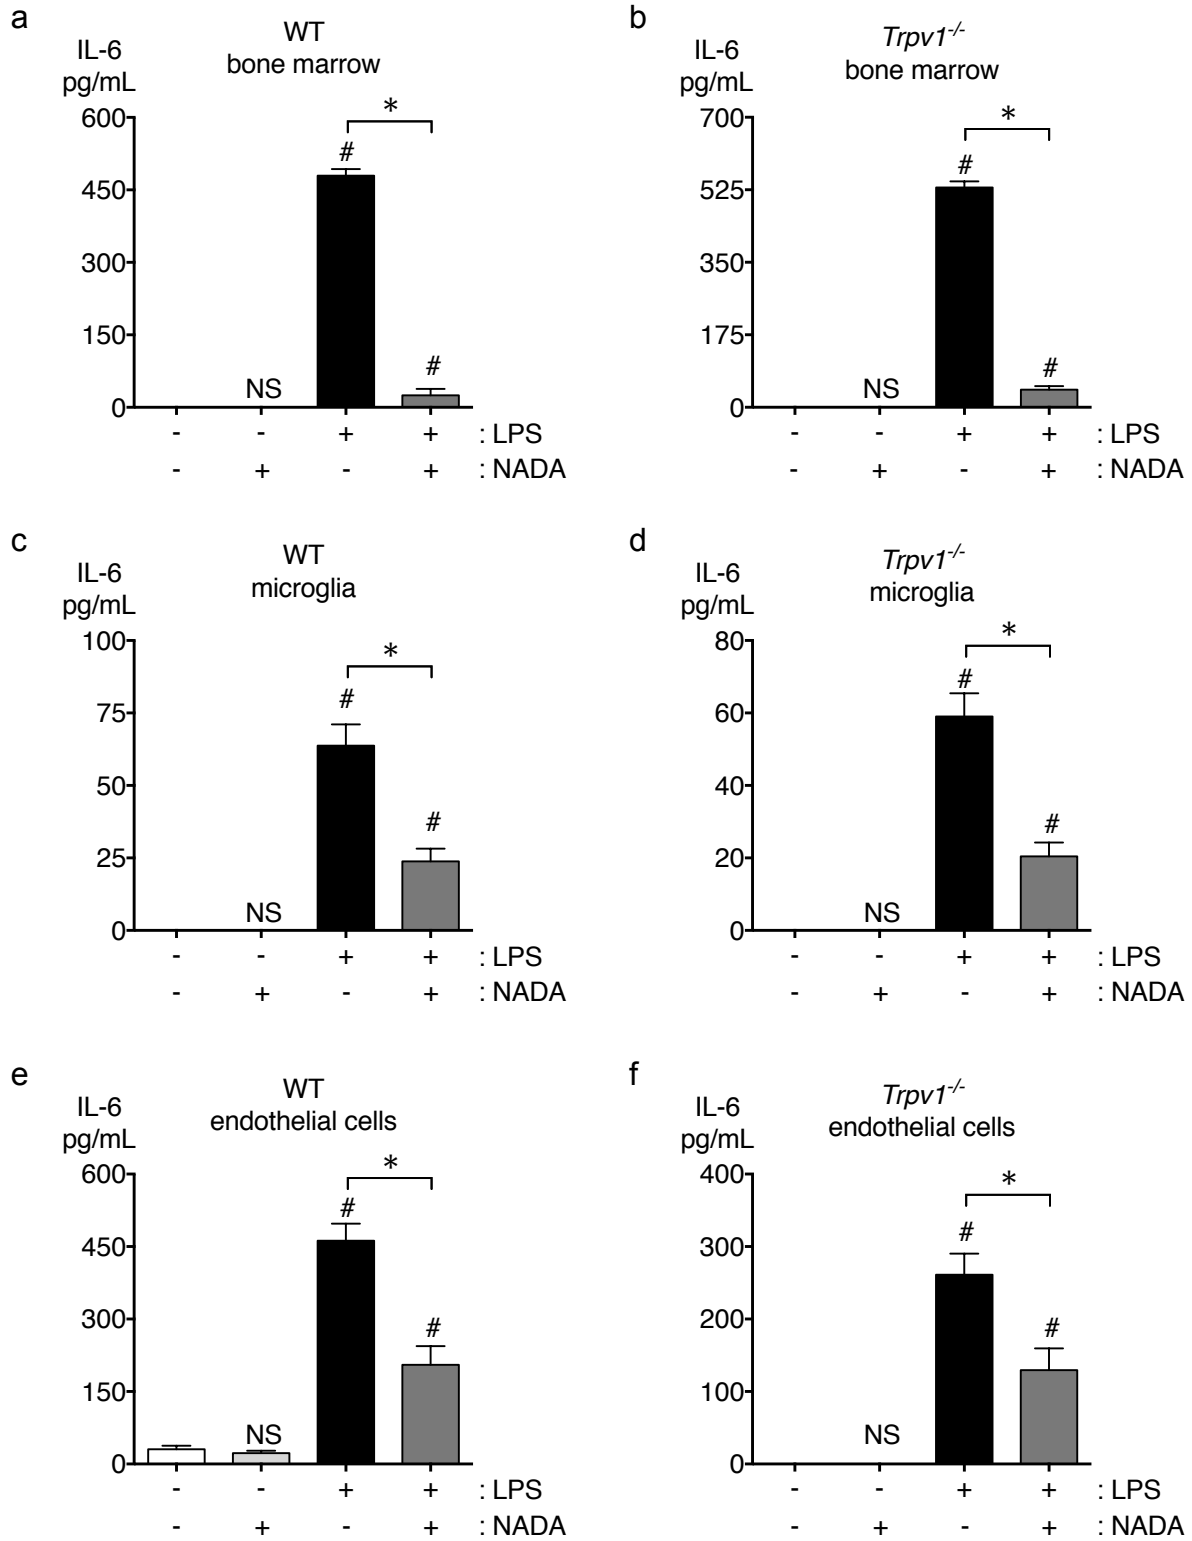 a
WT
bone marrow
IL-6
pg/mL
600
450
300
150
0
*
#
#
NS
- - + + : LPS
- + - + : NADA
b
Trpv1-/-
bone marrow
IL-6
pg/mL
700
525
350
175
0
*
#
#
NS
- - + + : LPS
- + - + : NADA
c
WT
microglia
IL-6
pg/mL
100
75
50
25
0
*
#
#
NS
- - + + : LPS
- + - + : NADA
d
Trpv1-/-
microglia
IL-6
pg/mL
80
60
40
20
0
*
#
#
NS
- - + + : LPS
- + - + : NADA
e
WT
endothelial cells
IL-6
pg/mL
600
450
300
150
0
*
#
#
NS
- - + + : LPS
- + - + : NADA
f
Trpv1-/-
endothelial cells
IL-6
pg/mL
400
300
200
100
0
*
#
#
NS
- - + + : LPS
- + - + : NADA